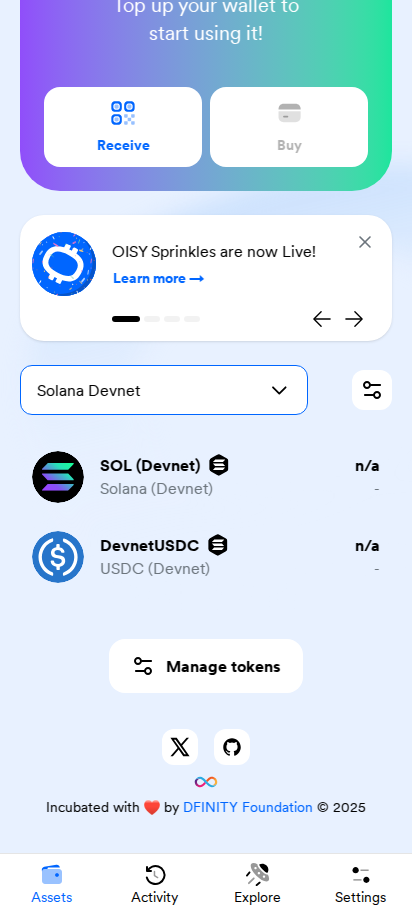 Top up your wallet to
start using it!
Receive
Buy
OISY Sprinkles are now Live!
Learn more →
Solana Devnet
SOL (Devnet)
n/a
Solana (Devnet)
-
DevnetUSDC
n/a
USDC (Devnet)
-
Manage tokens
Incubated with ❤️ by DFINITY Foundation © 2025
Assets
Activity
Explore
Settings